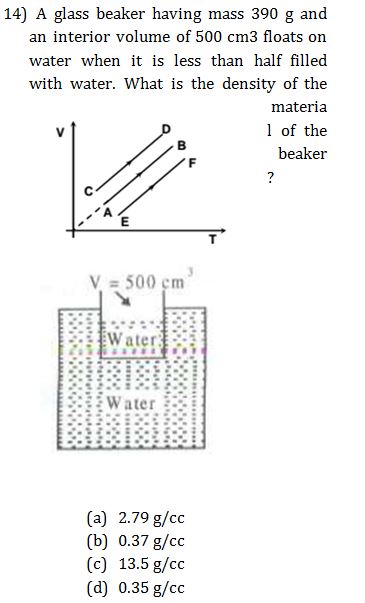 14) A glass beaker having mass 390 g and
an interior volume of 500 cm3 floats on
water when it is less than half filled
with water. What is the density of the
materia
l of the
beaker
?
V
D
B
F
C
A
E
T
V = 500 cm³
Water
Water
(a) 2.79 g/cc
(b) 0.37 g/cc
(c) 13.5 g/cc
(d) 0.35 g/cc